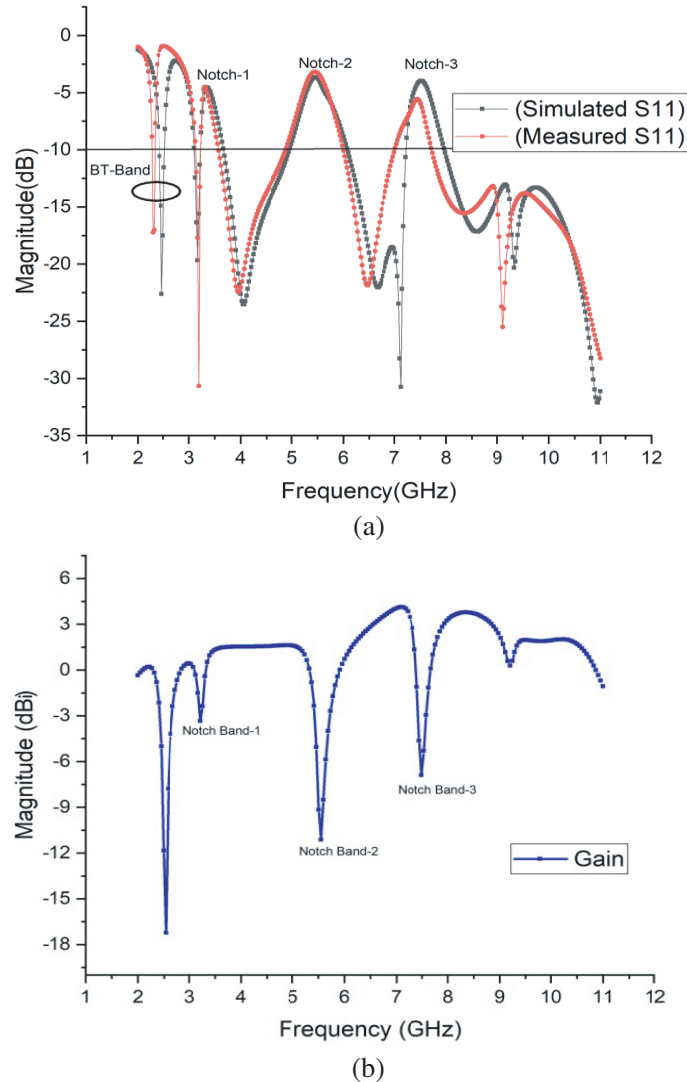 0
-5
-10
-15
-20
-25
-30
-35
Magnitude(dB)
Notch-1
Notch-2
Notch-3
(Simulated S11)
(Measured S11)
BT-Band
1 2 3 4 5 6 7 8 9 10 11 12
Frequency(GHz)
(a)
6
3
0
-3
-6
-9
-12
-15
-18
Magnitude (dBi)
Notch Band-1
Notch Band-2
Notch Band-3
Gain
1 2 3 4 5 6 7 8 9 10 11 12
Frequency (GHz)
(b)